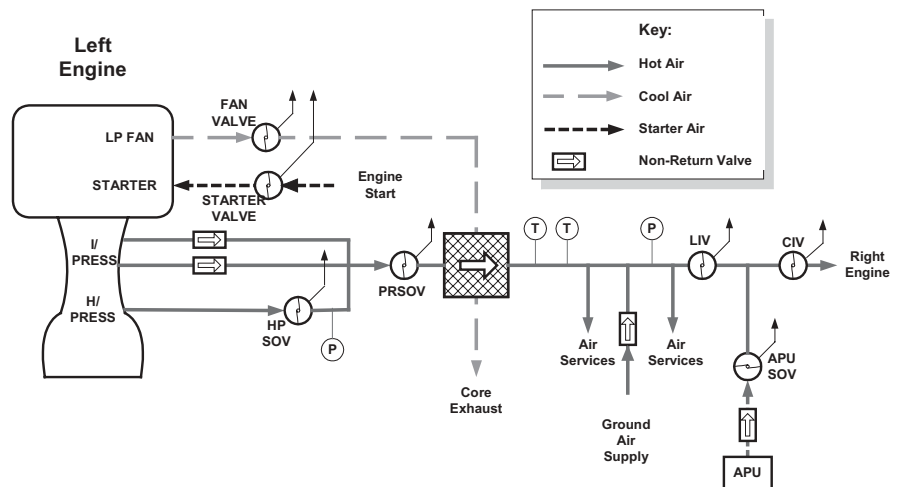 Left
Engine
Key:
Hot Air
Cool Air
Starter Air
Non-Return Valve
FAN
VALVE
LP FAN
STARTER
STARTER
VALVE
Engine
Start
I/
PRESS
H/
PRESS
HP
SOV
P
PRSOV
T
T
P
LIV
CIV
Right
Engine
Air
Services
Air
Services
APU
SOV
Core
Exhaust
Ground
Air
Supply
APU